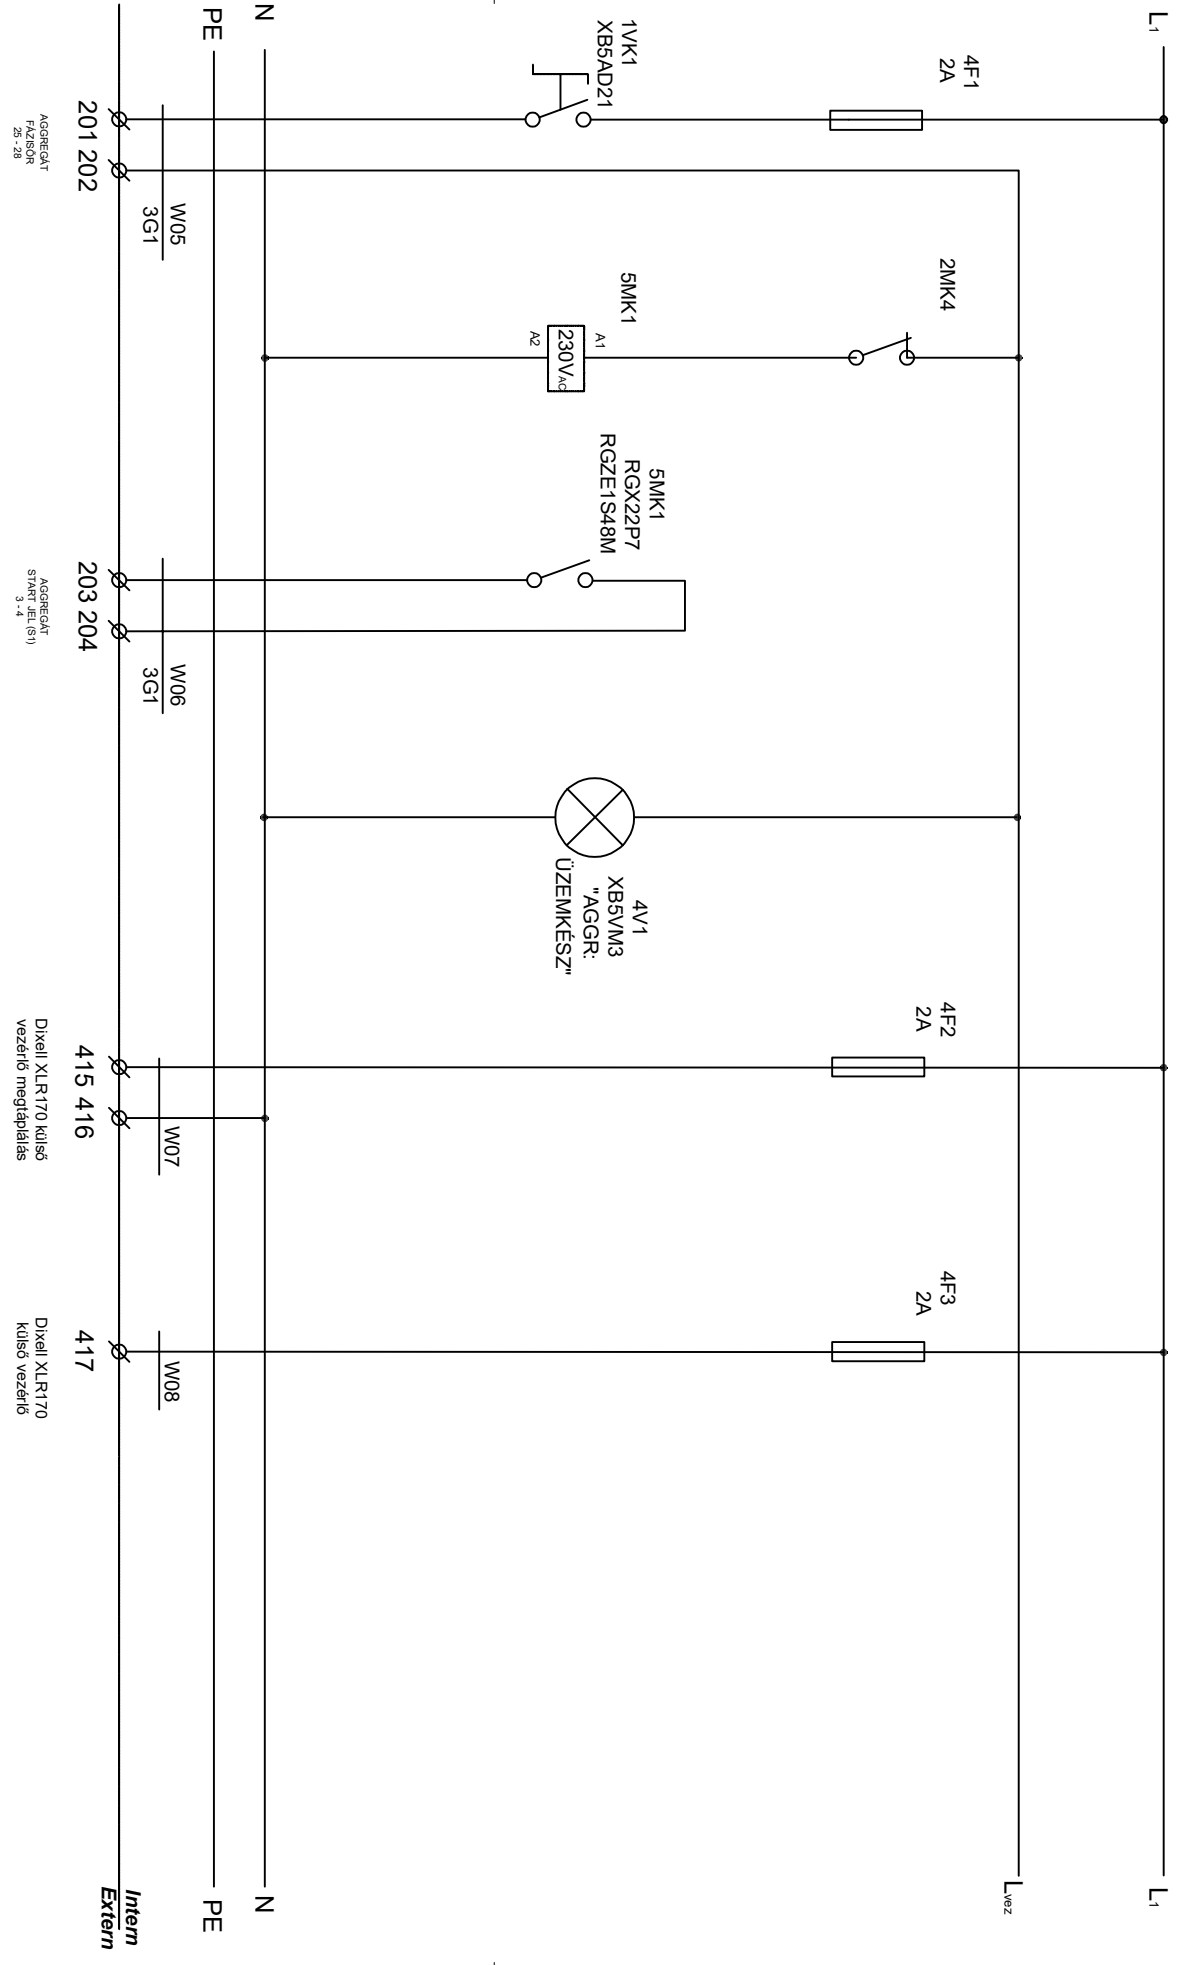 L1
L1
Lvez
4F1
2A
2MK4
4F2
2A
4F3
2A
1VK1
XB5AD21
5MK1
A1
230VAC
A2
5MK1
RGX22P7
RGZE1S48M
4V1
XB5VM3
"AGGR:
ÜZEMKÉSZ"
N
N
PE
PE
W05
3G1
W06
3G1
W07
W08
Intern
Extern
201 202
203 204
415 416
417
AGGREGÁT
FÁZISŐR
25 - 28
AGGREGÁT
START JEL (S1)
3 - 4
Dixell XLR170 külső
vezérlő megtáplálás
Dixell XLR170
külső vezérlő